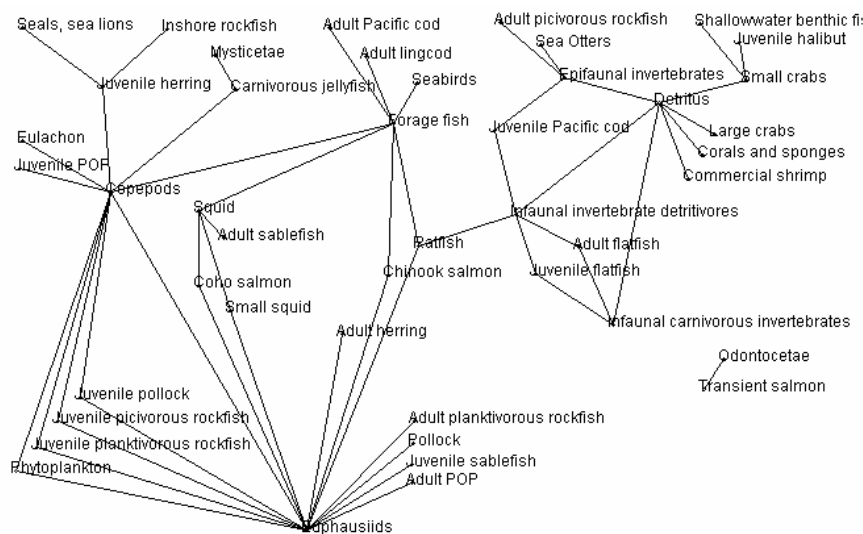 Seals, sea lions
Inshore rockfish
Adult Pacific cod
Adult picivorous rockfish
Shallowwater benthic fi
Sea Otters
Juvenile halibut
Mysticetae
Adult lingcod
Juvenile herring
Carnivorous jellyfish
Seabirds
Epifaunal invertebrates
Small crabs
Detritus
Forage fish
Eulachon
Juvenile Pacific cod
Large crabs
Juvenile POP
Corals and sponges
Copepods
Commercial shrimp
Squid
Infaunal invertebrate detritivores
Adult sablefish
Ratfish
Adult flatfish
Coho salmon
Chinook salmon
Juvenile flatfish
Small squid
Adult herring
Infaunal carnivorous invertebrates
Odontocetae
Transient salmon
Juvenile pollock
Juvenile picivorous rockfish
Adult planktivorous rockfish
Juvenile planktivorous rockfish
Pollock
Phytoplankton
Juvenile sablefish
Adult POP
Euphausiids